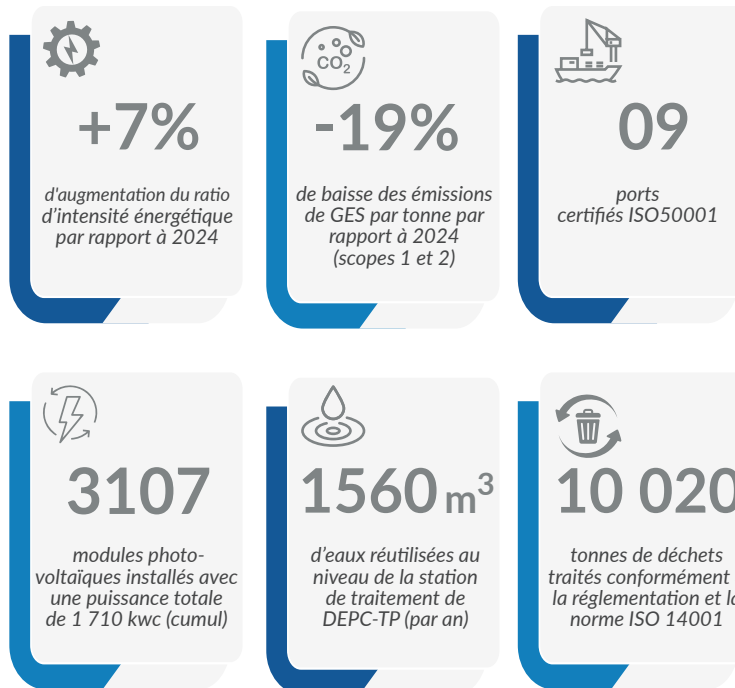 +7%
d'augmentation du ratio
d'intensité énergétique
par rapport à 2024
CO2
-19%
de baisse des émissions
de GES par tonne par
rapport à 2024
(scopes 1 et 2)
09
ports
certifiés ISO50001
3107
modules photo-
voltaïques installés avec
une puissance totale
de 1 710 kwc (cumul)
1560 m³
d'eaux réutilisées au
niveau de la station
de traitement de
DEPC-TP (par an)
10 020
tonnes de déchets
traités conformément
la réglementation et la
norme ISO 14001